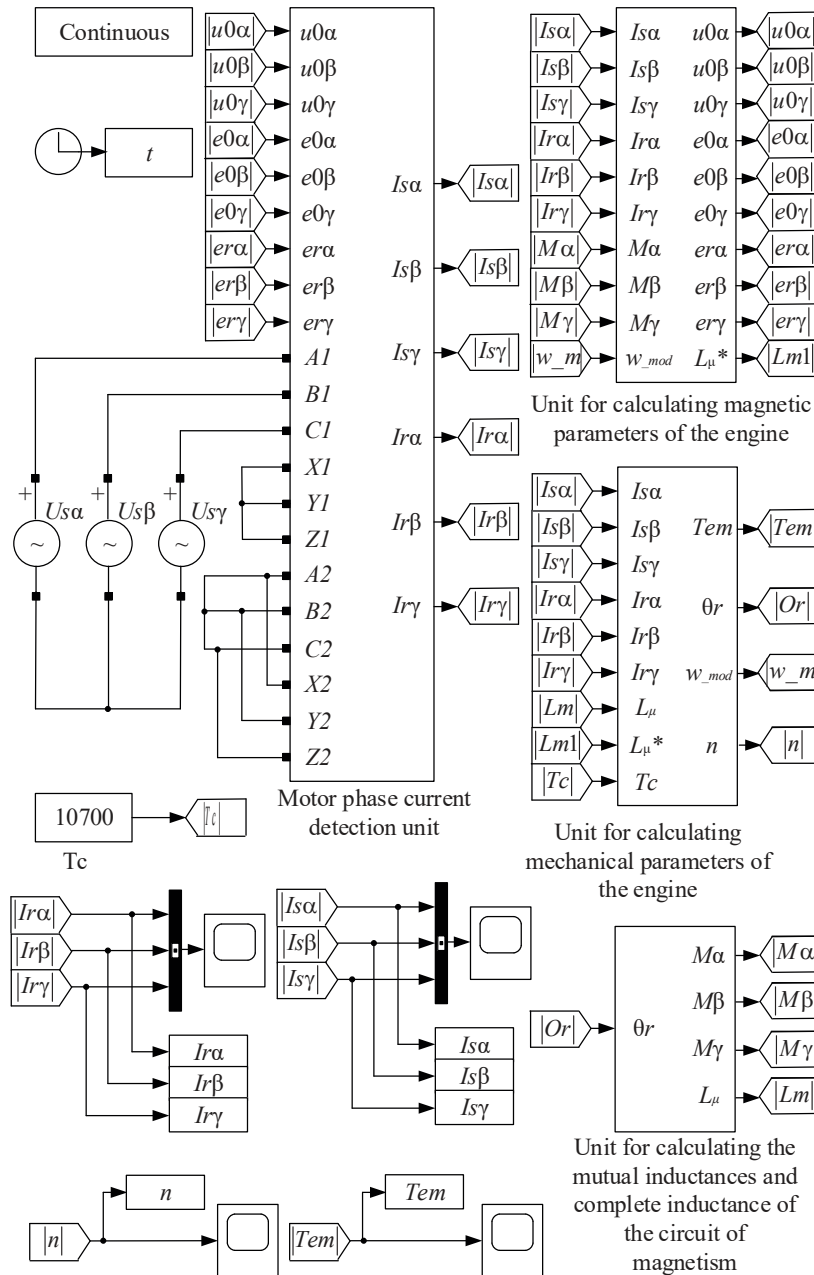 Continuous
t
|u0α|
|u0β|
|u0γ|
|e0α|
|e0β|
|e0γ|
|erα|
|erβ|
|erγ|
u0α
u0β
u0γ
e0α
e0β
e0γ
erα
erβ
erγ
A1
B1
C1
X1
Y1
Z1
A2
B2
C2
X2
Y2
Z2
Isα
Isβ
Isγ
Irα
Irβ
Irγ
|Isα|
|Isβ|
|Isγ|
|Irα|
|Irβ|
|Irγ|
+ Usα
+ Usβ
+ Usγ
~
~
~
Motor phase current
detection unit
10700
|Tc|
Tc
|Isα|
|Isβ|
|Isγ|
|Irα|
|Irβ|
|Irγ|
|Mα|
|Mβ|
|Mγ|
|w_m
Isα
Isβ
Isγ
Irα
Irβ
Irγ
Mα
Mβ
Mγ
w_mod
u0α
u0β
u0γ
e0α
e0β
e0γ
erα
erβ
erγ
Lμ*
|u0α|
|u0β|
|u0γ|
|e0α|
|e0β|
|e0γ|
|erα|
|erβ|
|erγ|
|Lm1|
Unit for calculating magnetic
parameters of the engine
|Isα|
|Isβ|
|Isγ|
|Irα|
|Irβ|
|Irγ|
|Lm|
|Lm1|
|Tc|
Isα
Isβ
Isγ
Irα
Irβ
Irγ
Lμ
Lμ*
Tc
Tem
θr
w_mod
n
|Tem
|Or|
|w_m
|n|
Unit for calculating
mechanical parameters of
the engine
|Irα|
|Irβ|
|Irγ|
Irα
Irβ
Irγ
|Isα|
|Isβ|
|Isγ|
Isα
Isβ
Isγ
|Or|
θr
Mα
Mβ
Mγ
Lμ
|Mα
|Mβ|
|Mγ
|Lm|
Unit for calculating the
mutual inductances and
complete inductance of
the circuit of
magnetism
|n|
n
|Tem|
Tem